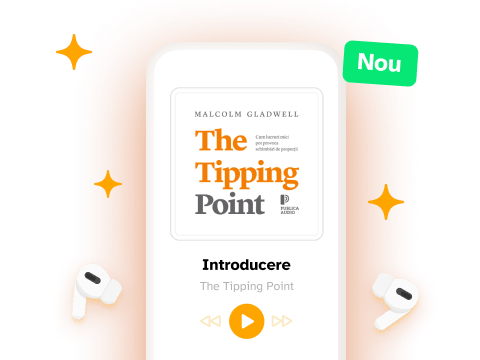 Nou
MALCOLM GLADWELL
The
Cum lucruri mici
pot provoca
schimbări de proporții
Tipping
Point
PUBLICA
AUDIO
Introducere
The Tipping Point